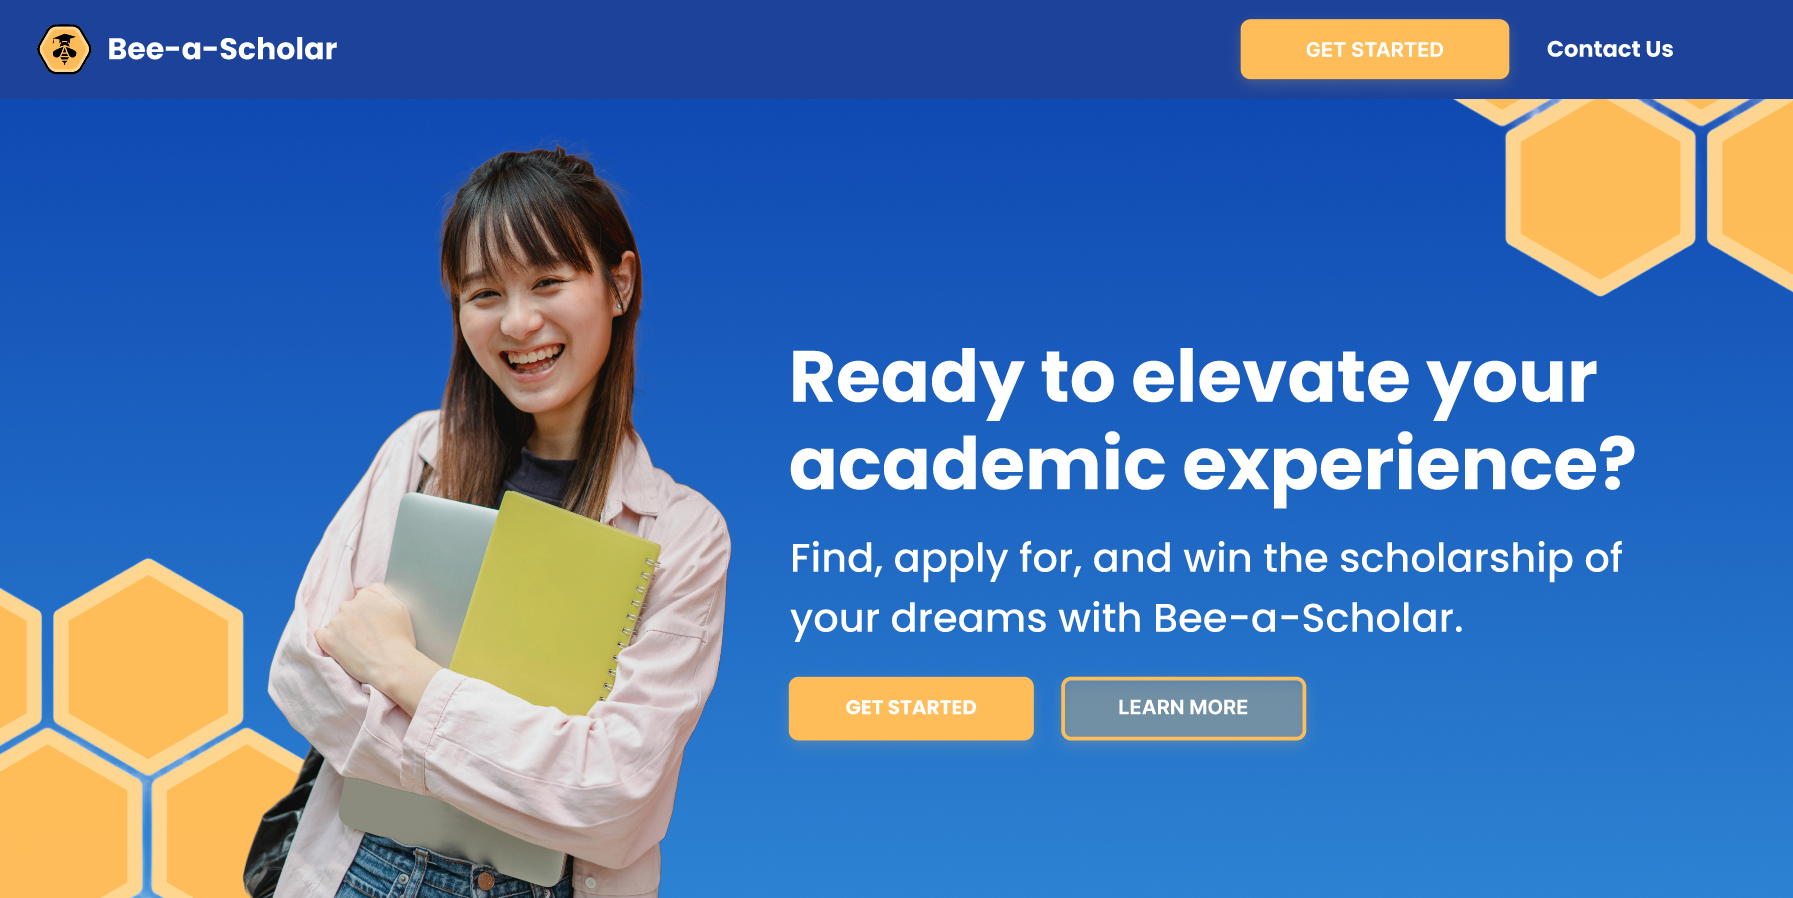 Bee-a-Scholar
GET STARTED
Contact Us
Ready to elevate your
academic experience?
Find, apply for, and win the scholarship of
your dreams with Bee-a-Scholar.
GET STARTED
LEARN MORE